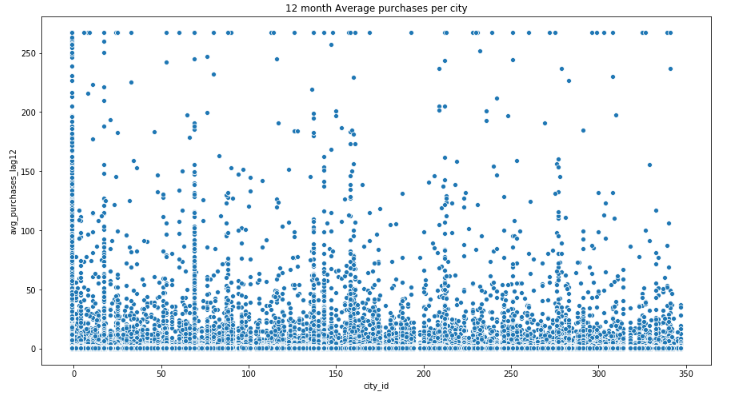 12 month Average purchases per city
avg_purchases_lag12
250
200
150
100
50
0
0 50 100 150 200 250 300 350
city_id